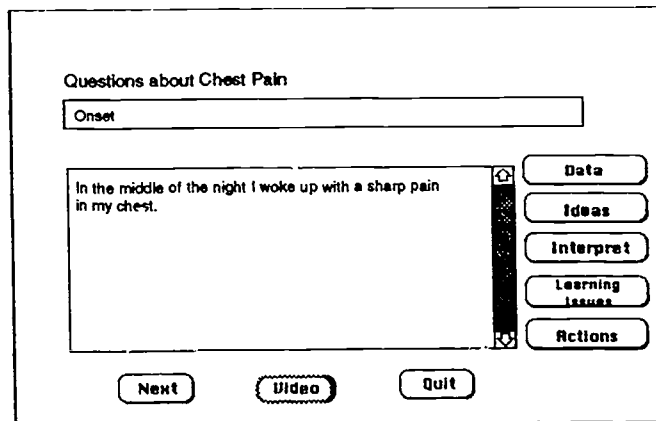 Questions about Chest Pain
Onset
In the middle of the night I woke up with a sharp pain
in my chest.
Data
Ideas
Interpret
Learning
Issues
Actions
Next
Video
Quit